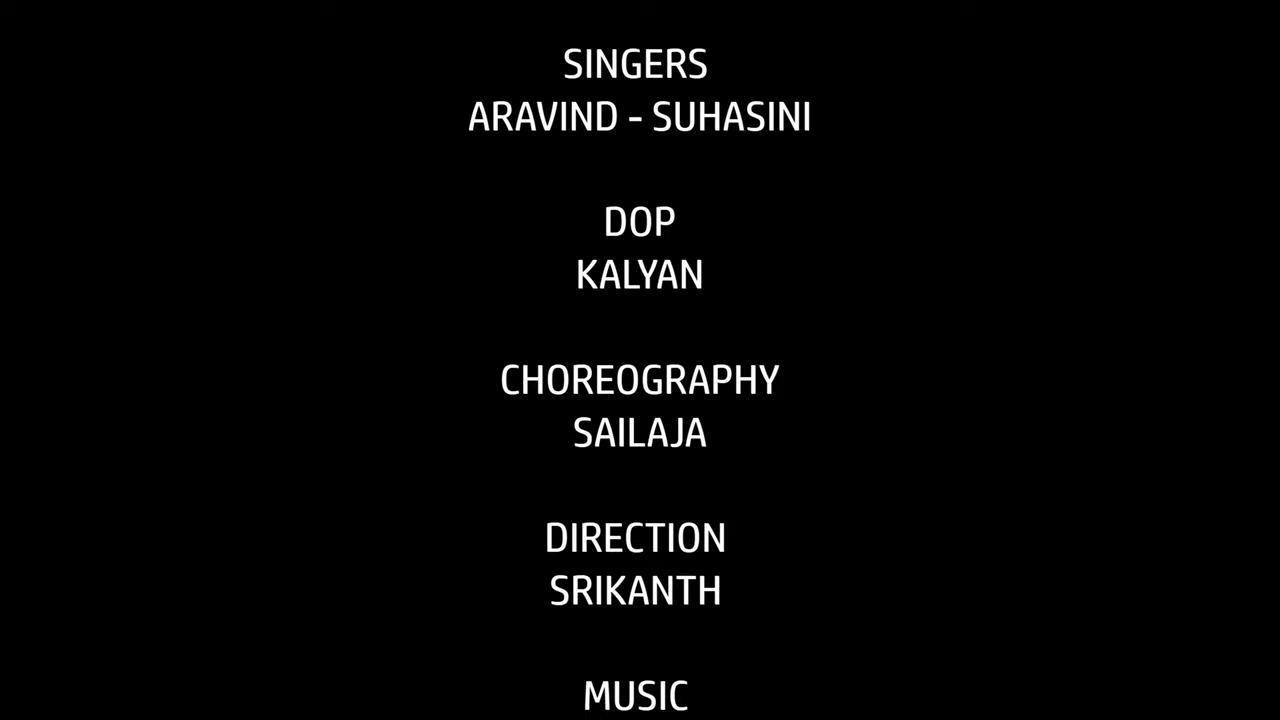 SINGERS
ARAVIND - SUHASINI
DOP
KALYAN
CHOREOGRAPHY
SAILAJA
DIRECTION
SRIKANTH
MUSIC